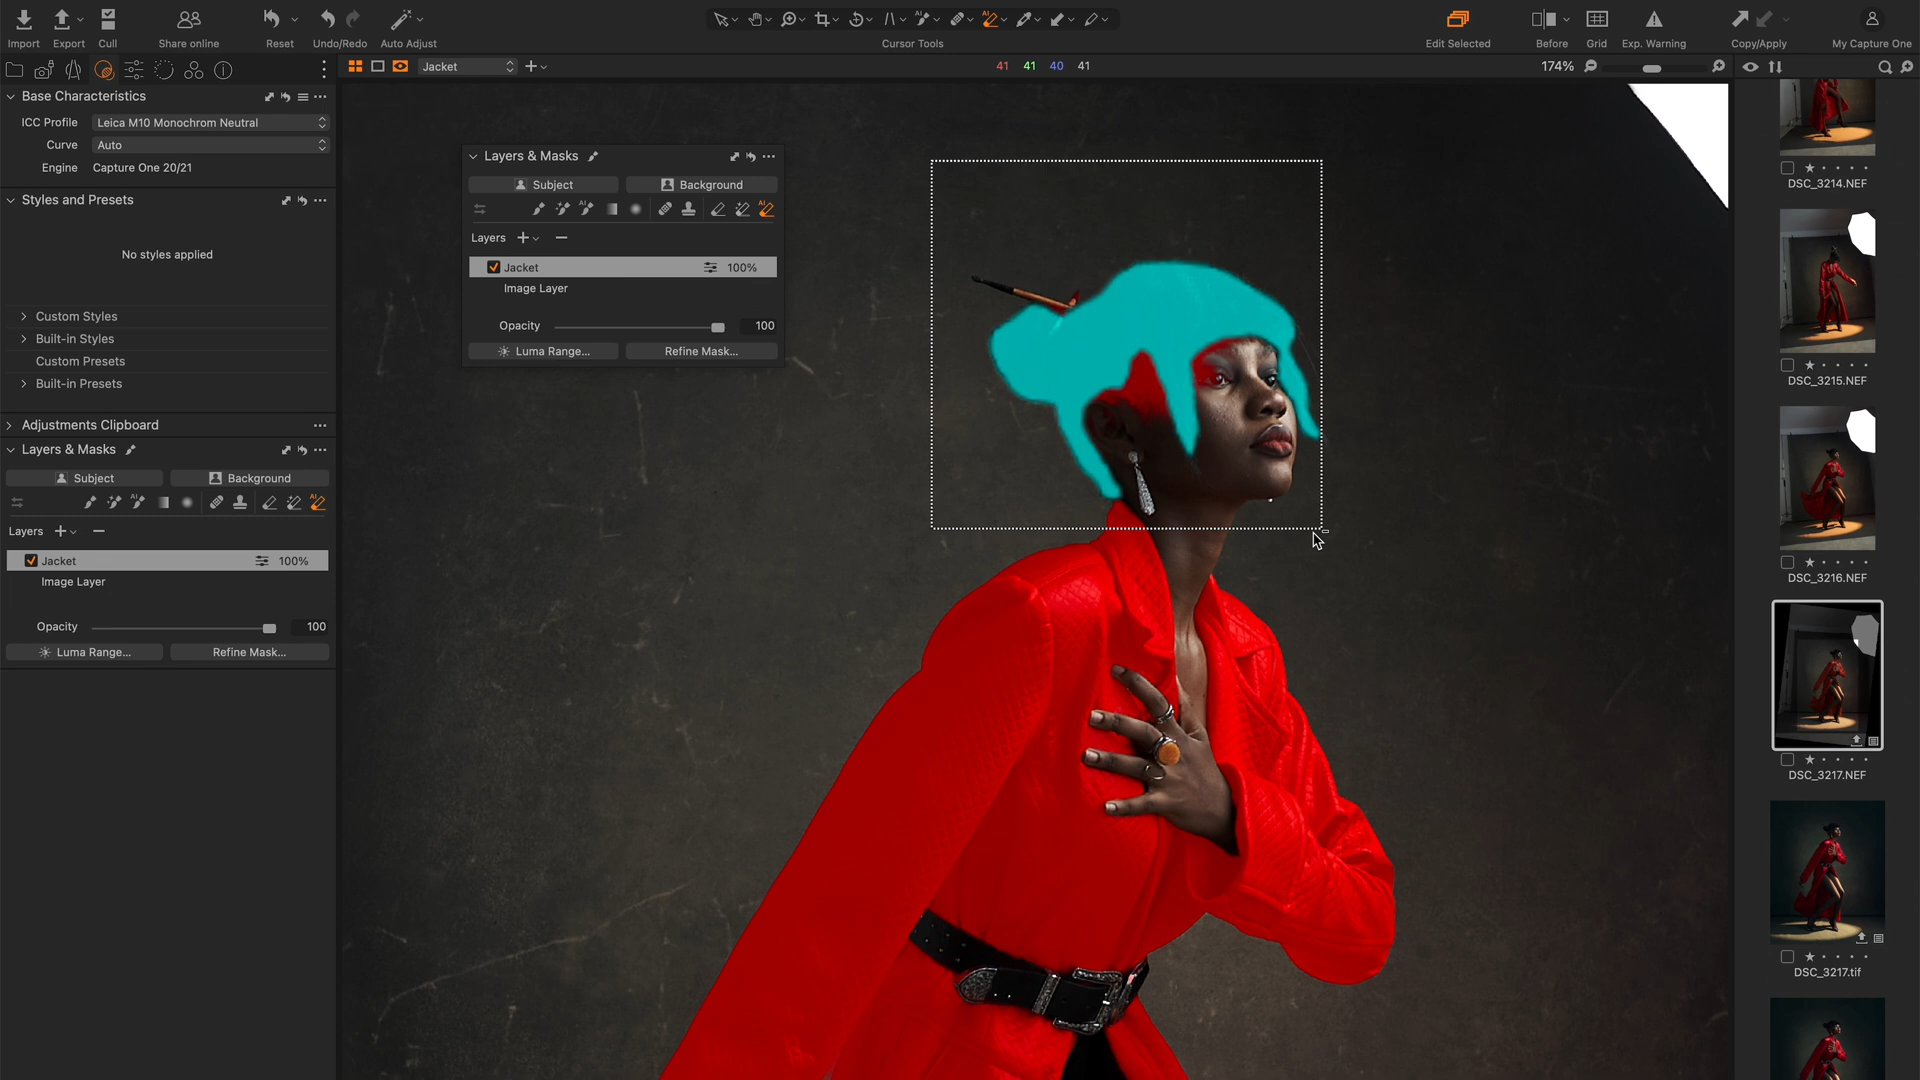 Import
Export
Cull
Share online
Reset
Undo/Redo
Auto Adjust
Cursor Tools
Edit Selected
Before
Grid
Exp. Warning
Copy/Apply
My Capture One
Jacket
41 41 40 41
174%
Base Characteristics
ICC Profile Leica M10 Monochrom Neutral
Curve Auto
Engine Capture One 20/21
Styles and Presets
No styles applied
Custom Styles
Built-in Styles
Custom Presets
Built-in Presets
Adjustments Clipboard
Layers & Masks
Subject Background
AI AI
Layers
Jacket 100%
Image Layer
Opacity 100
Luma Range... Refine Mask...
Layers & Masks
Subject Background
AI AI
Layers
Jacket 100%
Image Layer
Opacity 100
Luma Range... Refine Mask...
DSC_3214.NEF
DSC_3215.NEF
DSC_3216.NEF
DSC_3217.NEF
DSC_3217.tif